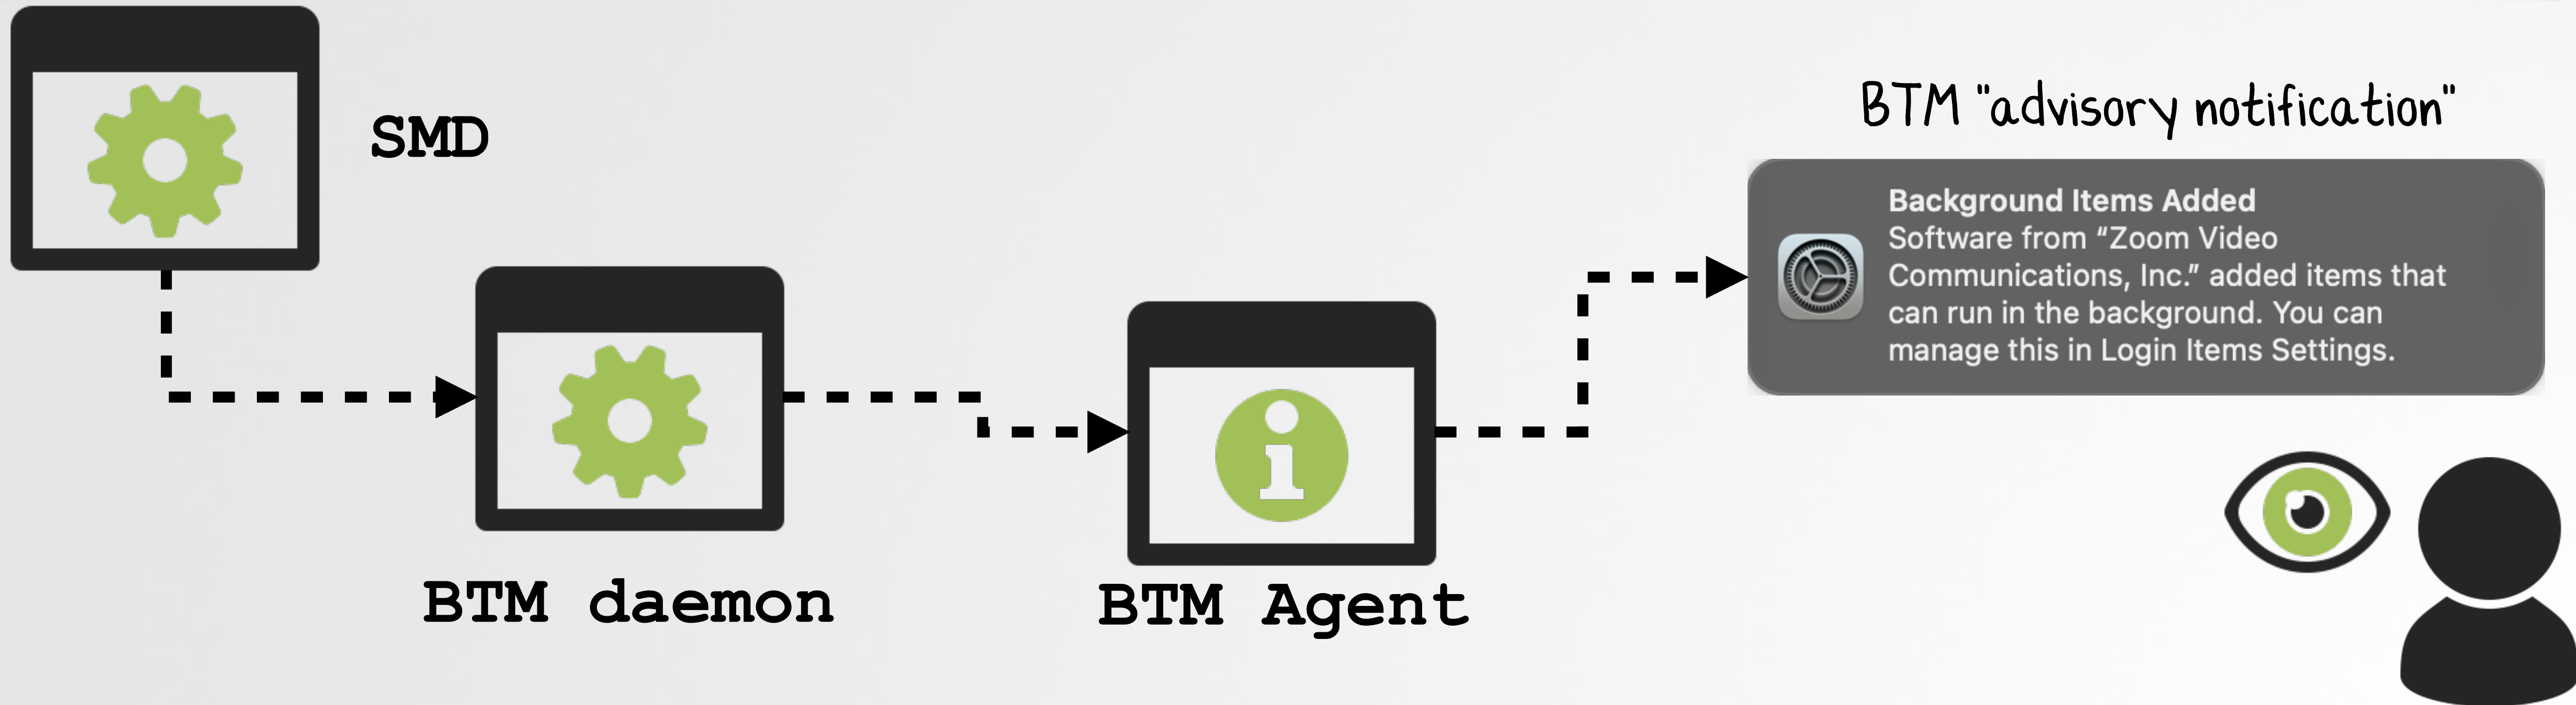 SMD
BTM daemon
BTM Agent
BTM "advisory notification"
Background Items Added
Software from “Zoom Video
Communications, Inc.” added items that
can run in the background. You can
manage this in Login Items Settings.